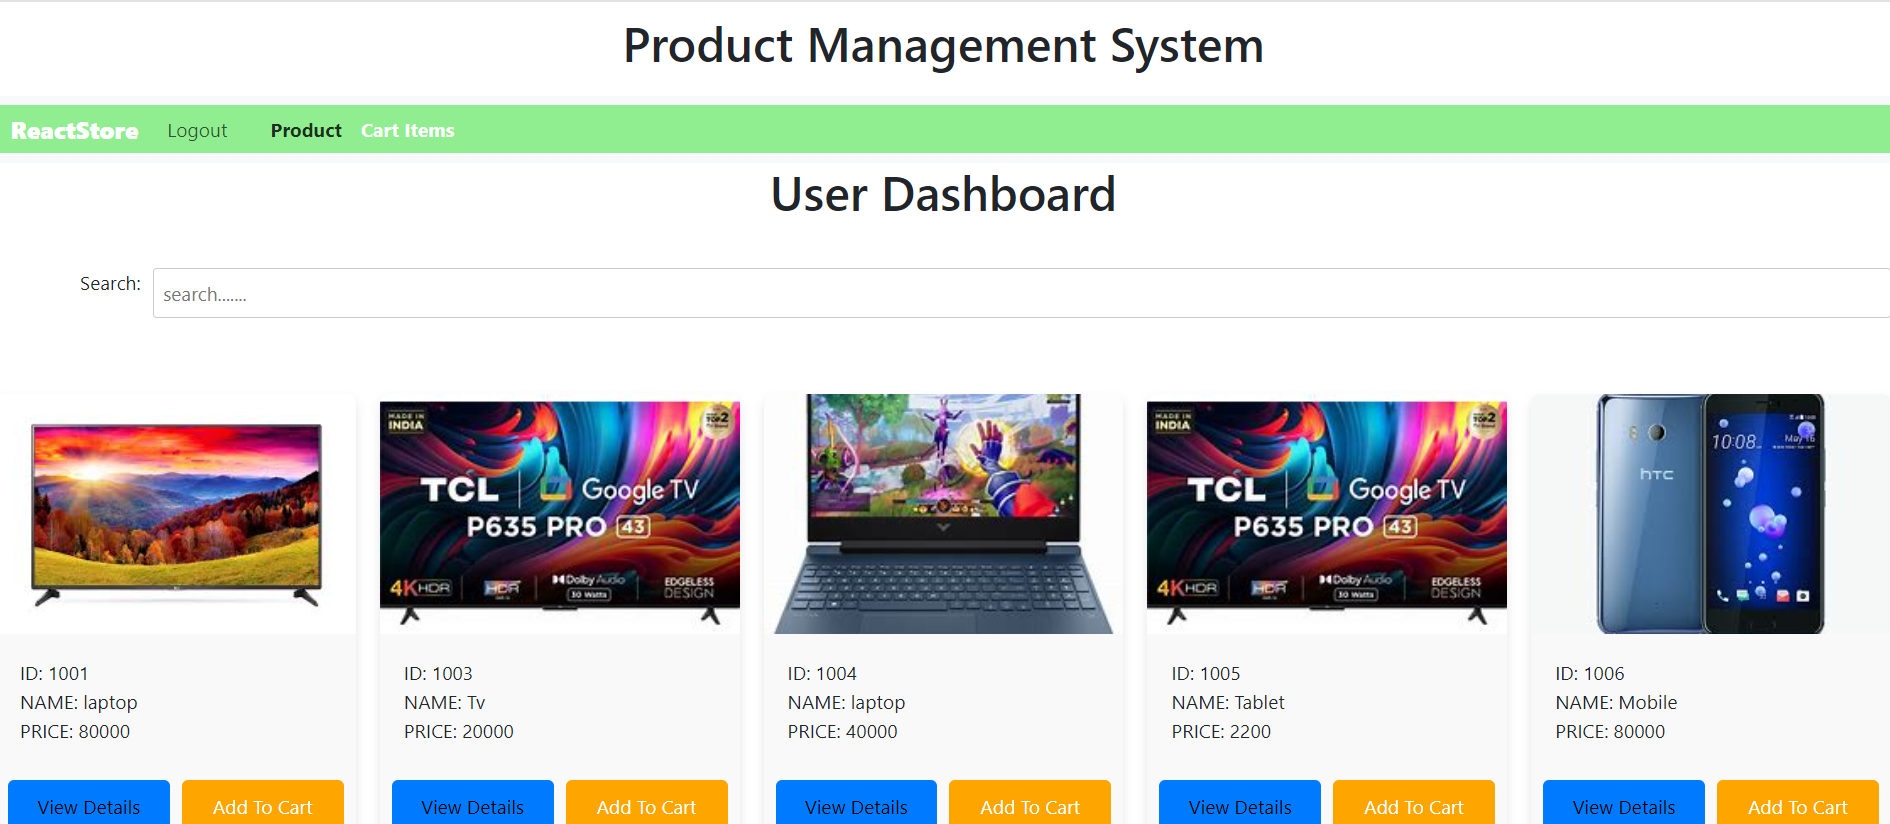 Product Management System
ReactStore Logout Product Cart Items
User Dashboard
Search: search.......
MADE IN
INDIA
TOP2
TCL Google TV
P635 PRO 43
4K HDR HDR Dolby Audio EDGELESS
30 Watts DESIGN
MADE IN
INDIA
TOP2
TCL Google TV
P635 PRO 43
4K HDR HDR Dolby Audio EDGELESS
30 Watts DESIGN
hTC
10:08 May 16
ID: 1001
NAME: laptop
PRICE: 80000
View Details Add To Cart
ID: 1003
NAME: Tv
PRICE: 20000
View Details Add To Cart
ID: 1004
NAME: laptop
PRICE: 40000
View Details Add To Cart
ID: 1005
NAME: Tablet
PRICE: 2200
View Details Add To Cart
ID: 1006
NAME: Mobile
PRICE: 80000
View Details Add To Cart